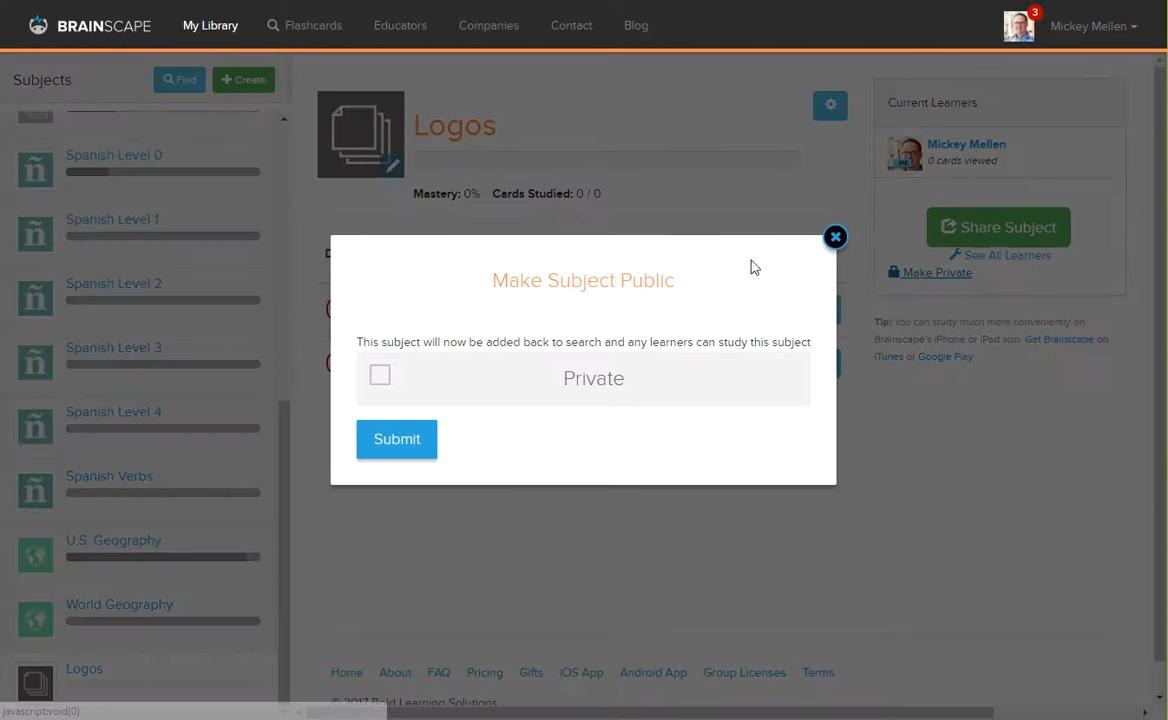 BRAINSCAPE My Library Flashcards Educators Companies Contact Blog 3 Mickey Mellen
Subjects Find + Create
Spanish Level 0
Spanish Level 1
Spanish Level 2
Spanish Level 3
Spanish Level 4
Spanish Verbs
U.S. Geography
World Geography
Logos
Logos
Mastery: 0% Cards Studied: 0 / 0
Make Subject Public
This subject will now be added back to search and any learners can study this subject
Private
Submit
Current Learners
Mickey Mellen
ME
0 cards viewed
Share Subject
See All Learners
Make Private
Tip: You can study much more conveniently on
Brainscape's iPhone or iPad app. Get Brainscape on
iTunes or Google Play
Home About FAQ Pricing Gifts iOS App Android App Group Licenses Terms
© 2017 Bold Learning Solutions
javascript:void(0)